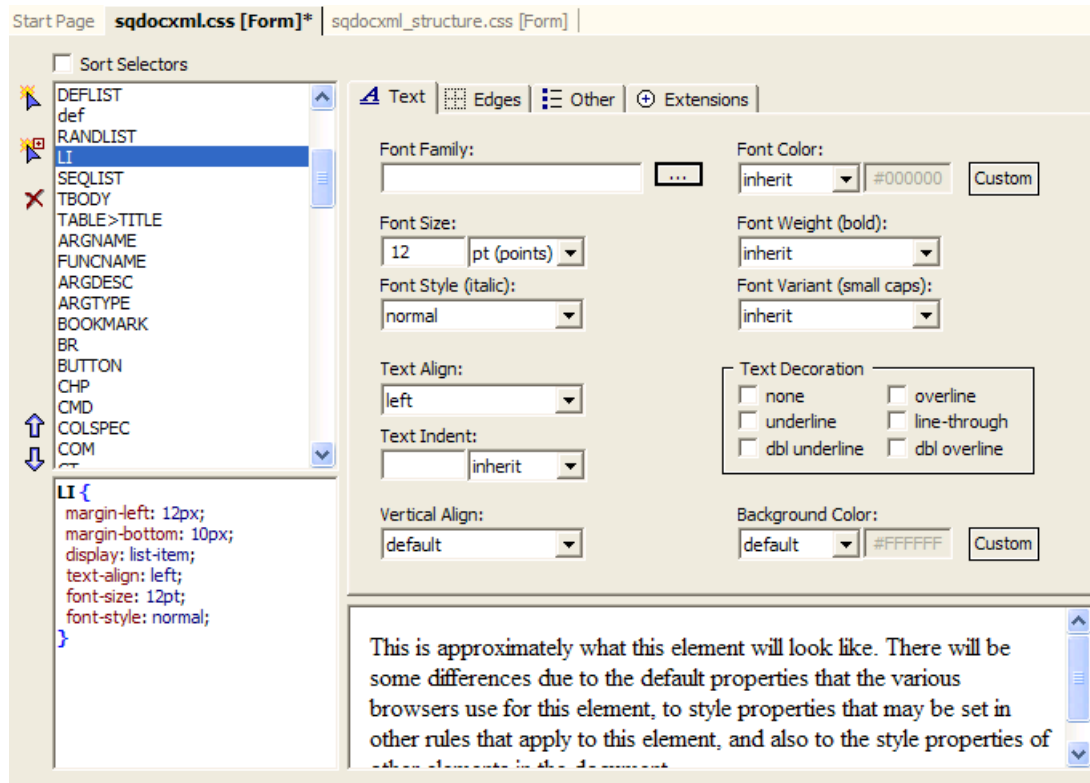 Start Page sqdocxml.css [Form]* sqdocxml_structure.css [Form]
Sort Selectors
DEFLIST
def
RANDLIST
LI
SEQLIST
TBODY
TABLE>TITLE
ARGNAME
FUNCNAME
ARGDESC
ARGTYPE
BOOKMARK
BR
BUTTON
CHP
CMD
COLSPEC
COM
LI {
margin-left: 12px;
margin-bottom: 10px;
display: list-item;
text-align: left;
font-size: 12pt;
font-style: normal;
}
A Text Edges Other Extensions
Font Family:
...
Font Color:
inherit #000000 Custom
Font Size:
12 pt (points)
Font Weight (bold):
inherit
Font Style (italic):
normal
Font Variant (small caps):
inherit
Text Align:
left
Text Decoration
none overline
underline line-through
dbl underline dbl overline
Text Indent:
inherit
Vertical Align:
default
Background Color:
default #FFFFFF Custom
This is approximately what this element will look like. There will be
some differences due to the default properties that the various
browsers use for this element, to style properties that may be set in
other rules that apply to this element, and also to the style properties of
other elements in the document